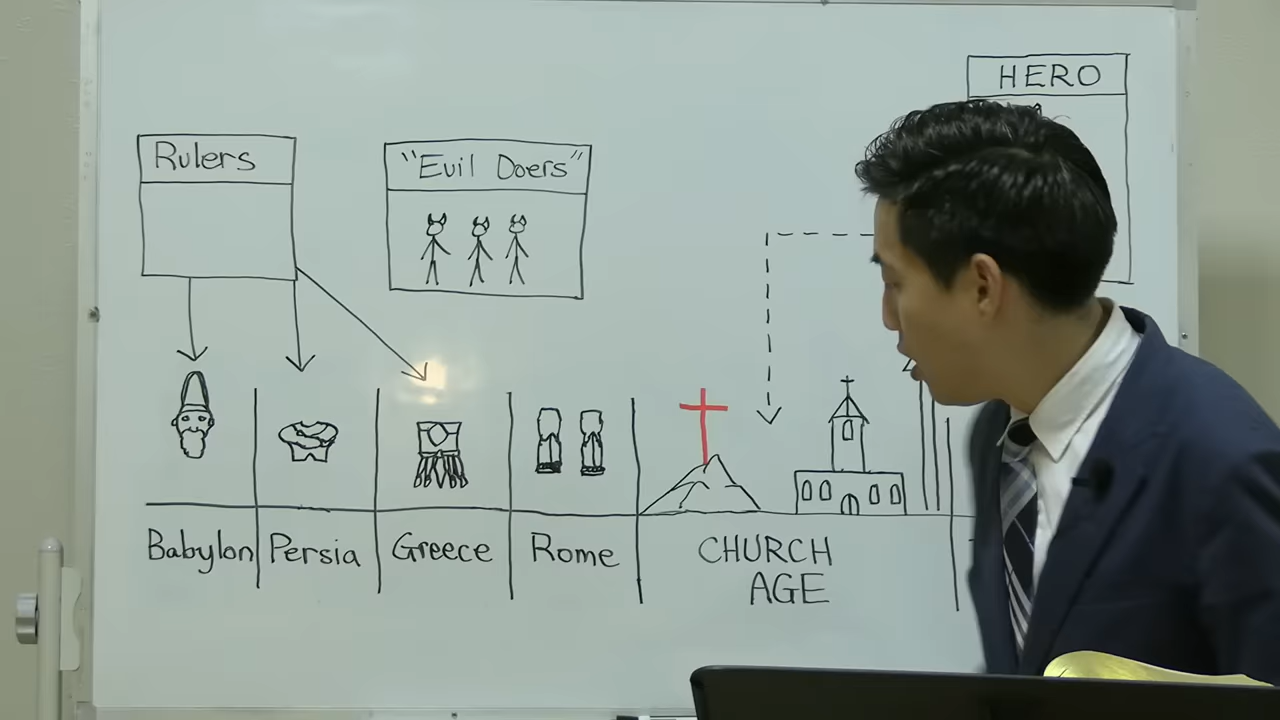 HERO
Rulers
"Evil Doers"
Babylon
Persia
Greece
Rome
CHURCH
AGE